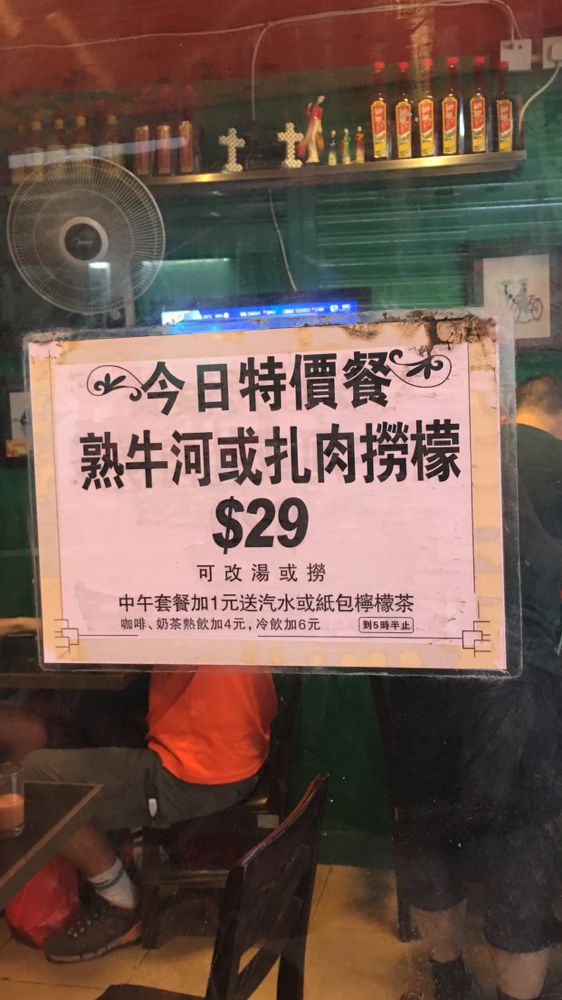 今日特價餐
熟牛河或扎肉撈檬
$29
可改湯或撈
中午套餐加1元送汽水或紙包檸檬茶
咖啡、奶茶熱飲加4元,冷飲加6元
到5時半止